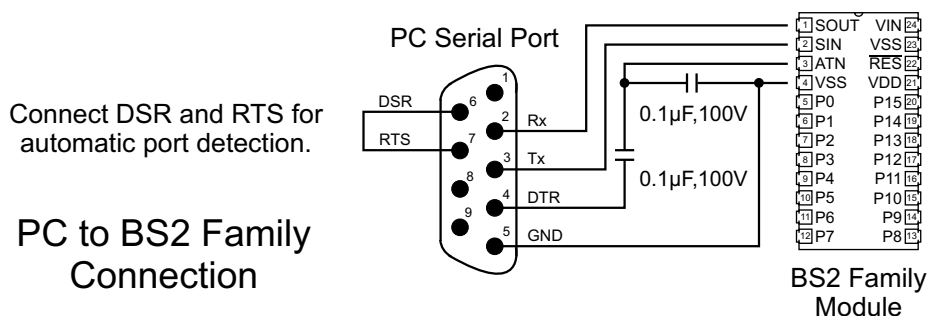 PC Serial Port
Connect DSR and RTS for
automatic port detection.
PC to BS2 Family
Connection
DSR
RTS
1
6
2
7
3
8
4
9
5
Rx
Tx
DTR
GND
0.1µF,100V
0.1µF,100V
1 SOUT VIN 24
2 SIN VSS 23
3 ATN RES 22
4 VSS VDD 21
5 P0 P15 20
6 P1 P14 19
7 P2 P13 18
8 P3 P12 17
9 P4 P11 16
10 P5 P10 15
11 P6 P9 14
12 P7 P8 13
BS2 Family
Module